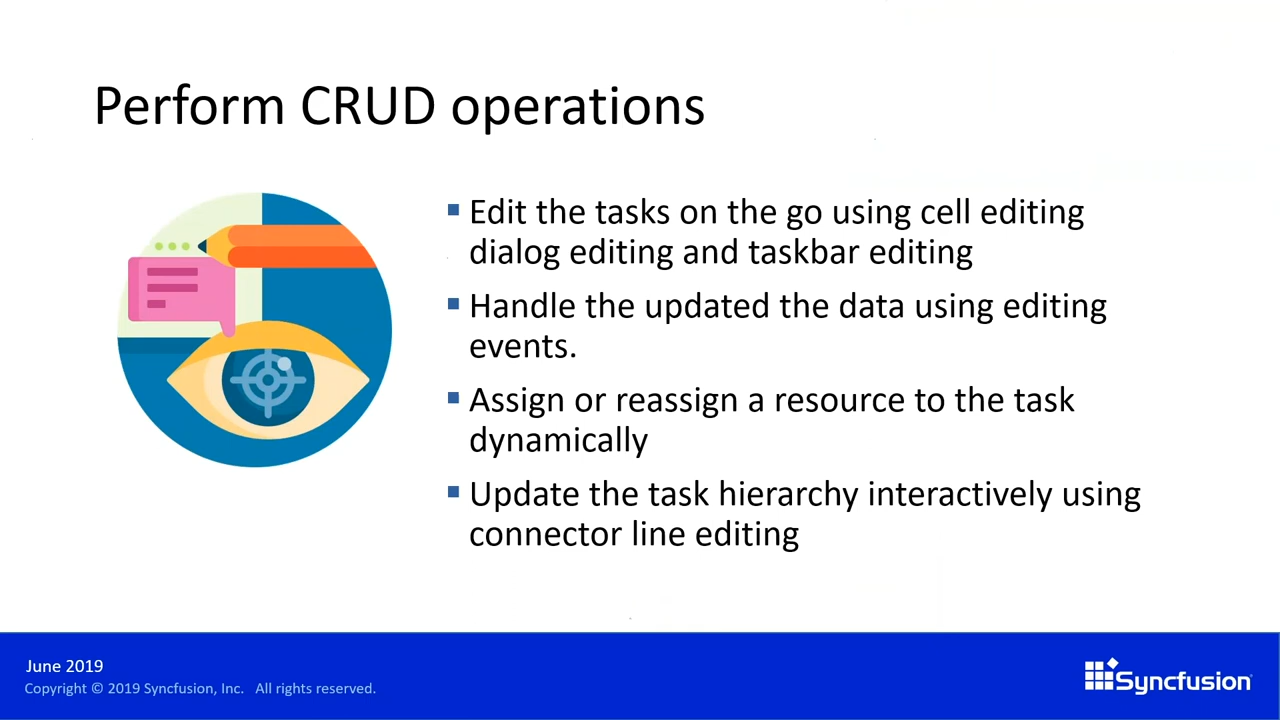 Perform CRUD operations
Edit the tasks on the go using cell editing
dialog editing and taskbar editing
Handle the updated the data using editing
events.
Assign or reassign a resource to the task
dynamically
Update the task hierarchy interactively using
connector line editing
June 2019
Copyright © 2019 Syncfusion, Inc. All rights reserved.
Syncfusion